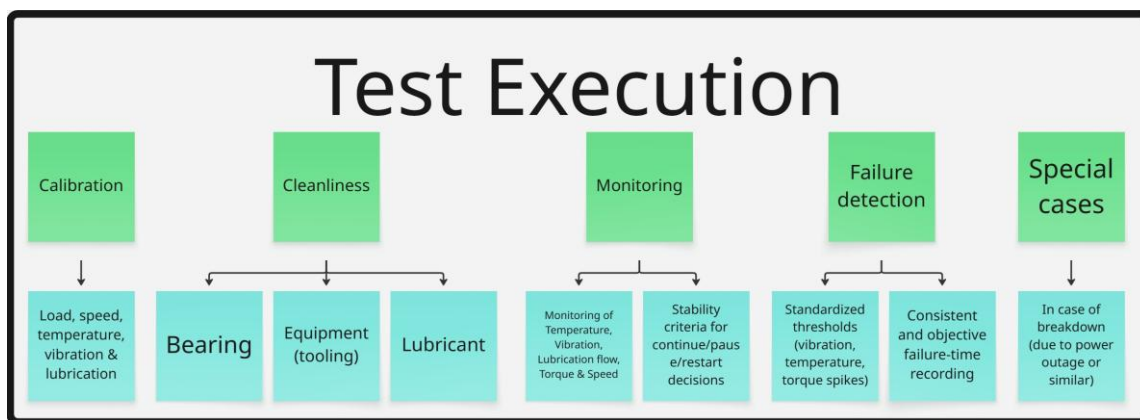 Test Execution
Calibration
Cleanliness
Monitoring
Failure
detection
Special
cases
Load, speed,
temperature,
vibration &
lubrication
Bearing
Equipment
(tooling)
Lubricant
Monitoring of
Temperature,
Vibration,
Lubrication flow,
Torque & Speed
Stability
criteria for
continue/paus
e/restart
decisions
Standardized
thresholds
(vibration,
temperature,
torque spikes)
Consistent
and objective
failure-time
recording
In case of
breakdown
(due to power
outage or
similar)